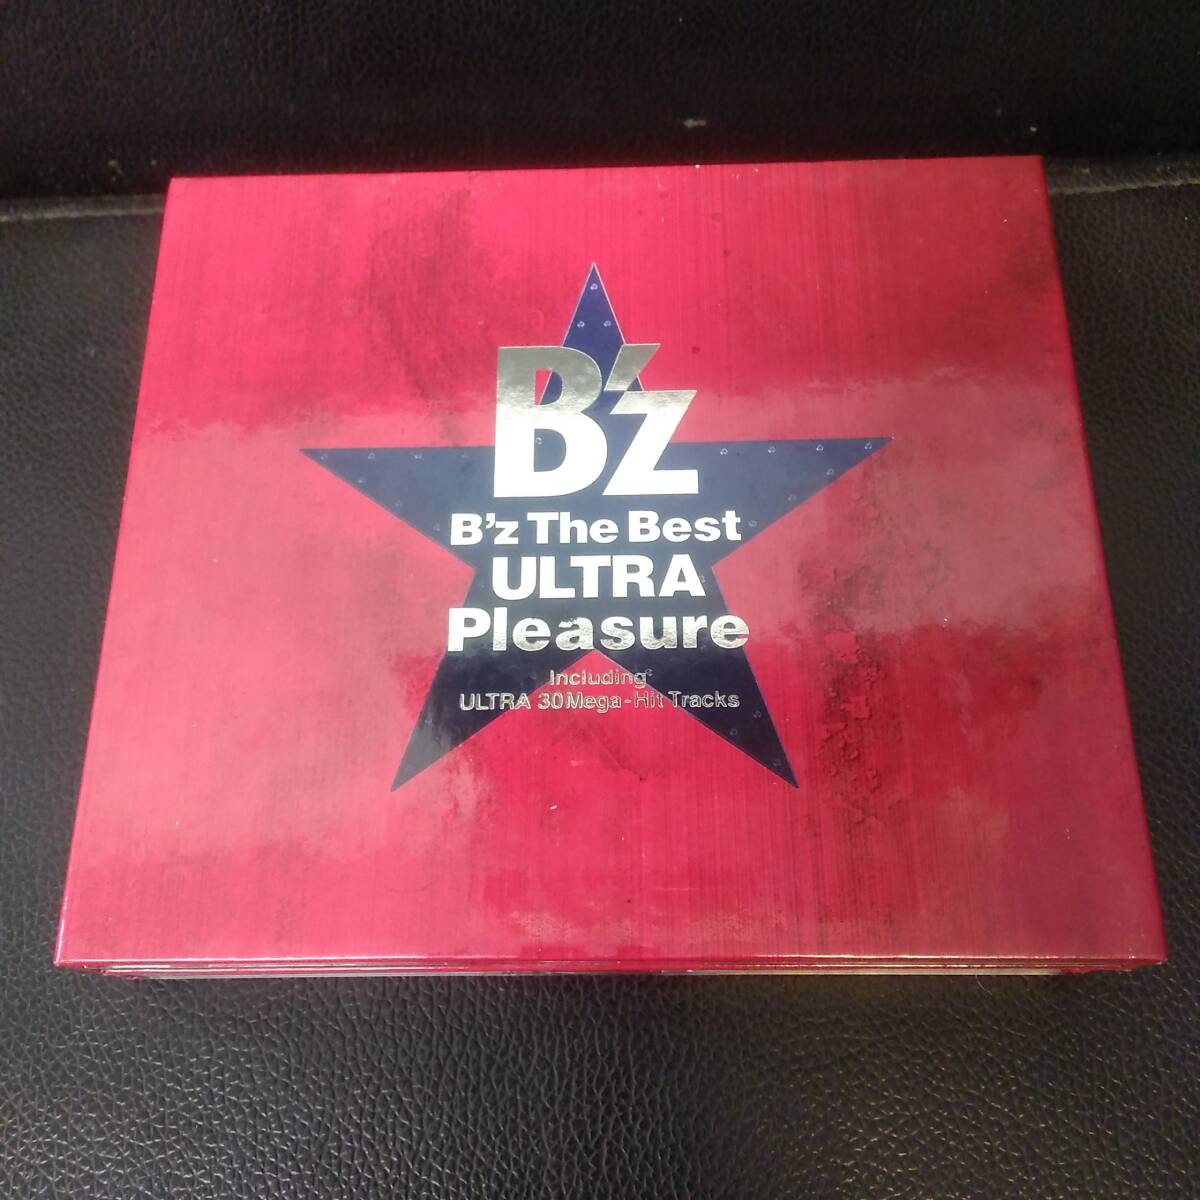 B'z
B'z The Best
ULTRA
Pleasure
Including
ULTRA 30 Mega-Hit Tracks